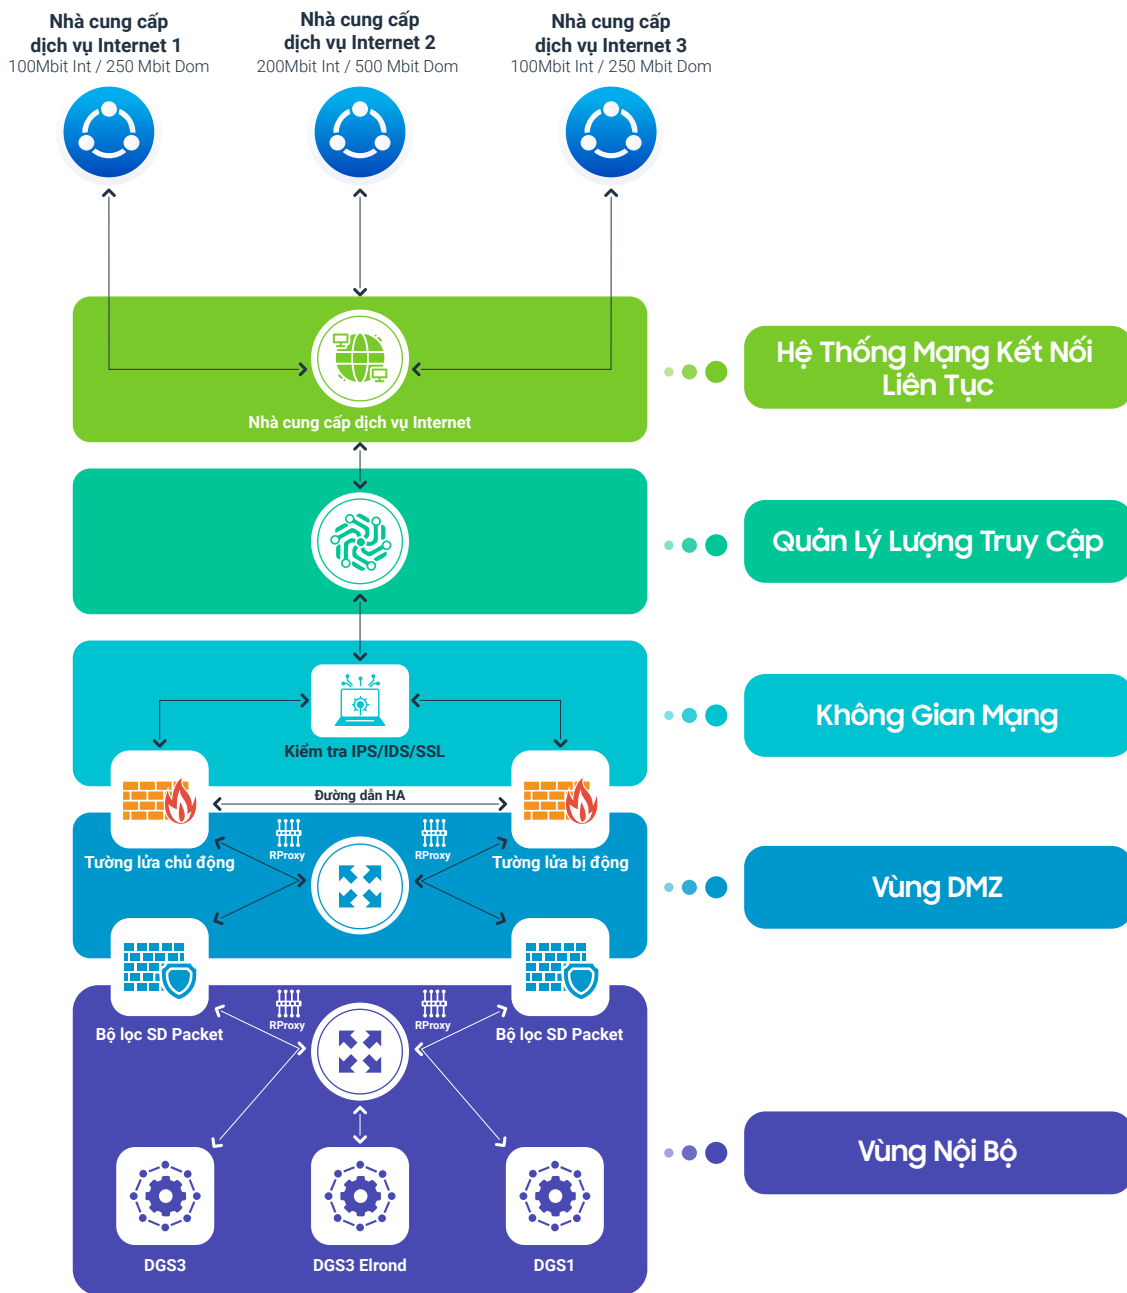 Nhà cung cấp
dịch vụ Internet 1
100Mbit Int / 250 Mbit Dom
Nhà cung cấp
dịch vụ Internet 2
200Mbit Int / 500 Mbit Dom
Nhà cung cấp
dịch vụ Internet 3
100Mbit Int / 250 Mbit Dom
Nhà cung cấp dịch vụ Internet
Hệ Thống Mạng Kết Nối
Liên Tục
Quản Lý Lượng Truy Cập
Kiểm tra IPS/IDS/SSL
Không Gian Mạng
Đường dẫn HA
Tường lửa chủ động
RProxy
RProxy
Tường lửa bị động
Vùng DMZ
Bộ lọc SD Packet
RProxy
RProxy
Bộ lọc SD Packet
Vùng Nội Bộ
DGS3
DGS3 Elrond
DGS1